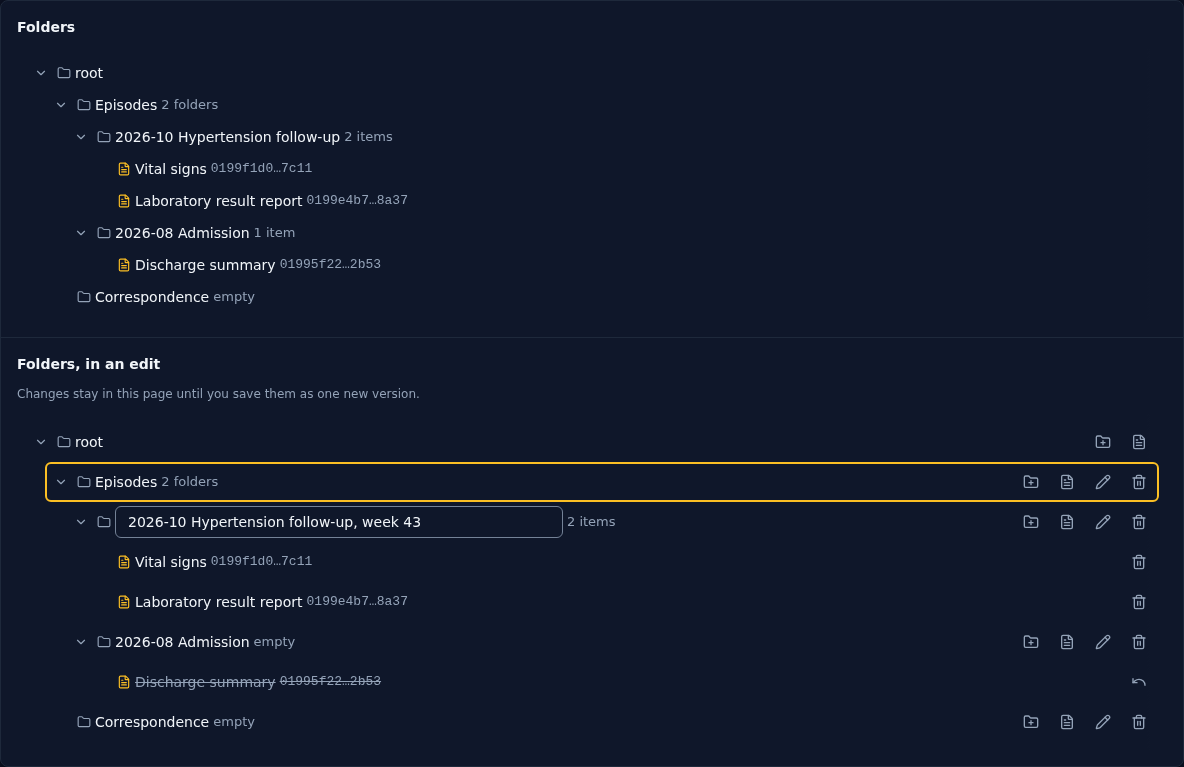 Folders
root
Episodes 2 folders
2026-10 Hypertension follow-up 2 items
Vital signs 0199f1d0…7c11
Laboratory result report 0199e4b7…8a37
2026-08 Admission 1 item
Discharge summary 01995f22…2b53
Correspondence empty
Folders, in an edit
Changes stay in this page until you save them as one new version.
root
Episodes 2 folders
2026-10 Hypertension follow-up, week 43 2 items
Vital signs 0199f1d0…7c11
Laboratory result report 0199e4b7…8a37
2026-08 Admission empty
Discharge summary 01995f22…2b53
Correspondence empty